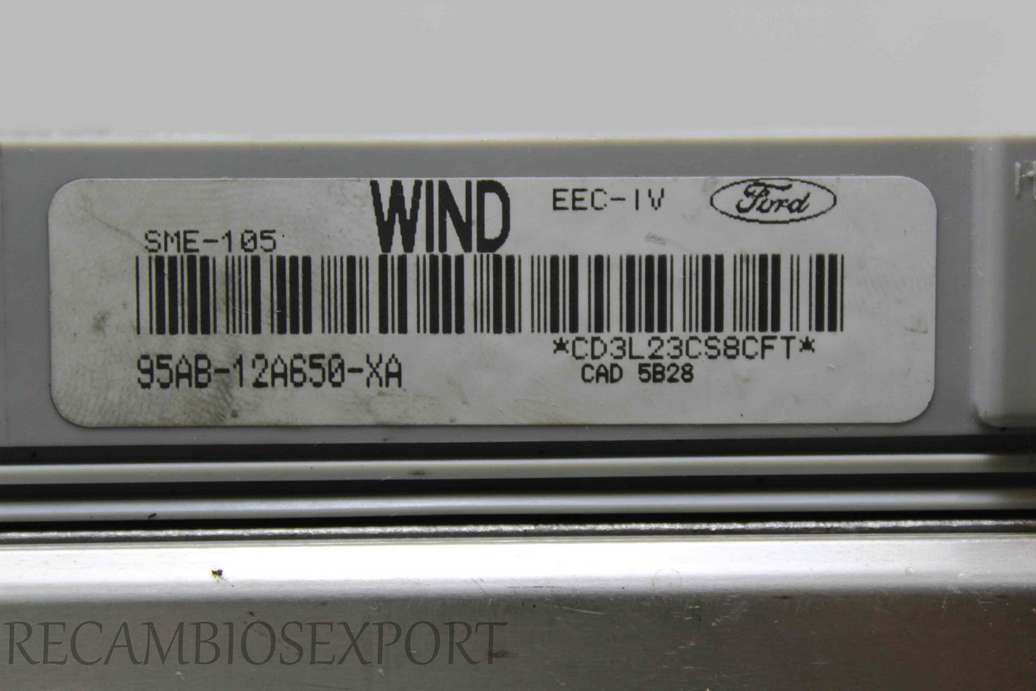 WIND EEC-IV Ford
SME-105
*CD3L23CS8CFT*
95AB-12A650-XA
CAD 5B28
RECAMBIOSEXPORT